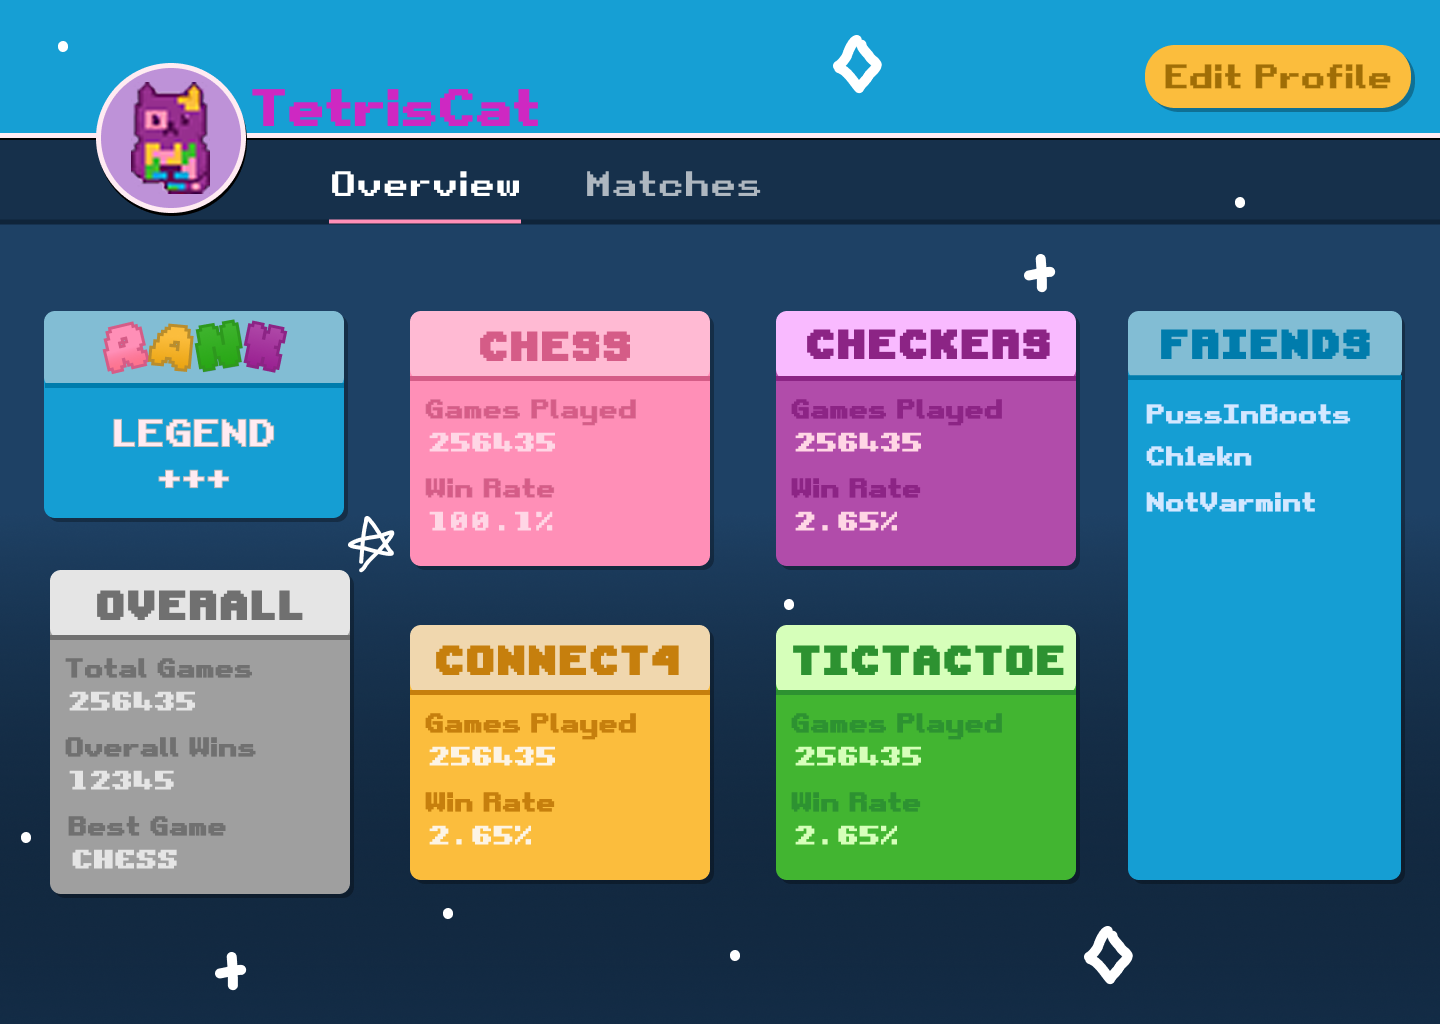 TetrisCat
Edit Profile
Overview
Matches
RANK
LEGEND
+++
OVERALL
Total Games
256435
Overall Wins
12345
Best Game
CHESS
CHESS
Games Played
256435
Win Rate
100.1%
CONNECT4
Games Played
256435
Win Rate
2.65%
CHECKERS
Games Played
256435
Win Rate
2.65%
TICTACTOE
Games Played
256435
Win Rate
2.65%
FRIENDS
PussInBoots
Ch1ekn
NotVarmint